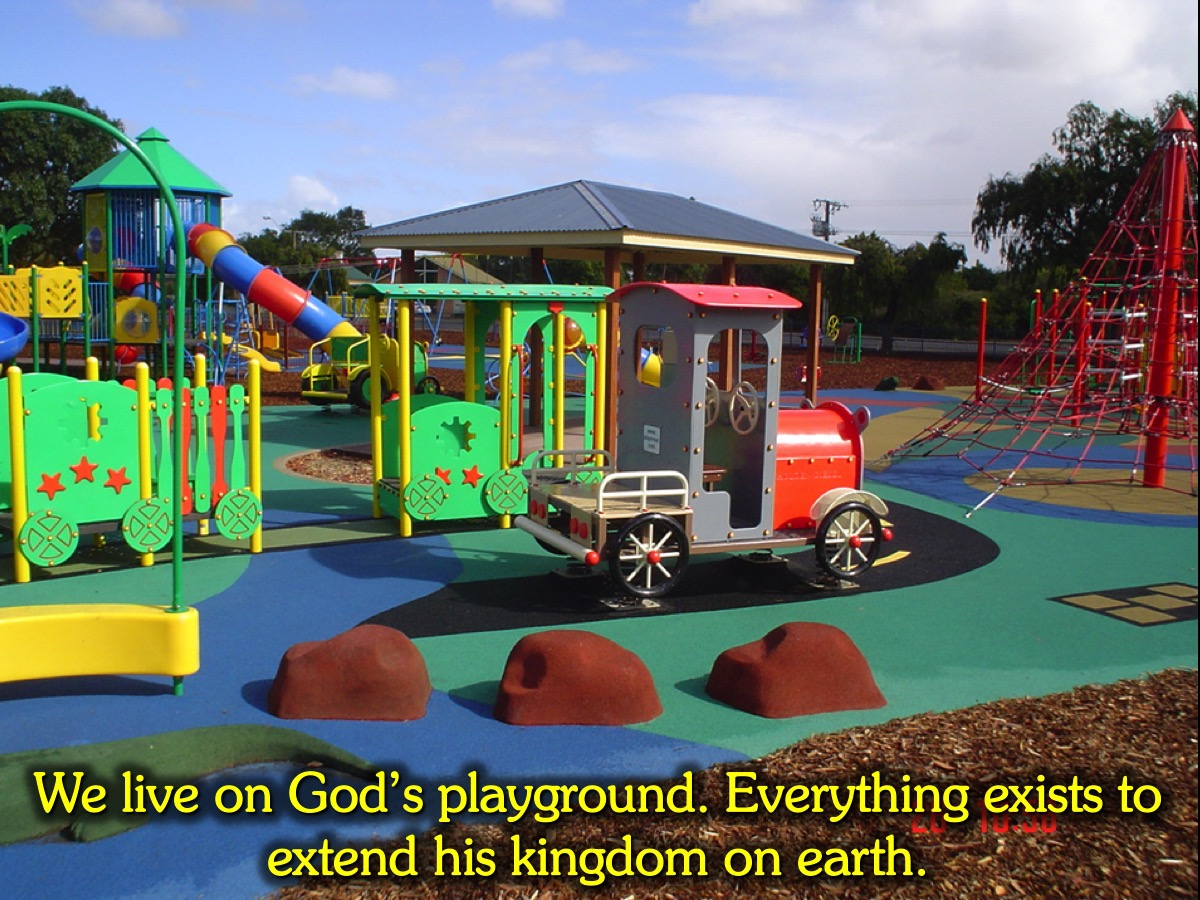 We live on God's playground. Everything exists to
extend his kingdom on earth.